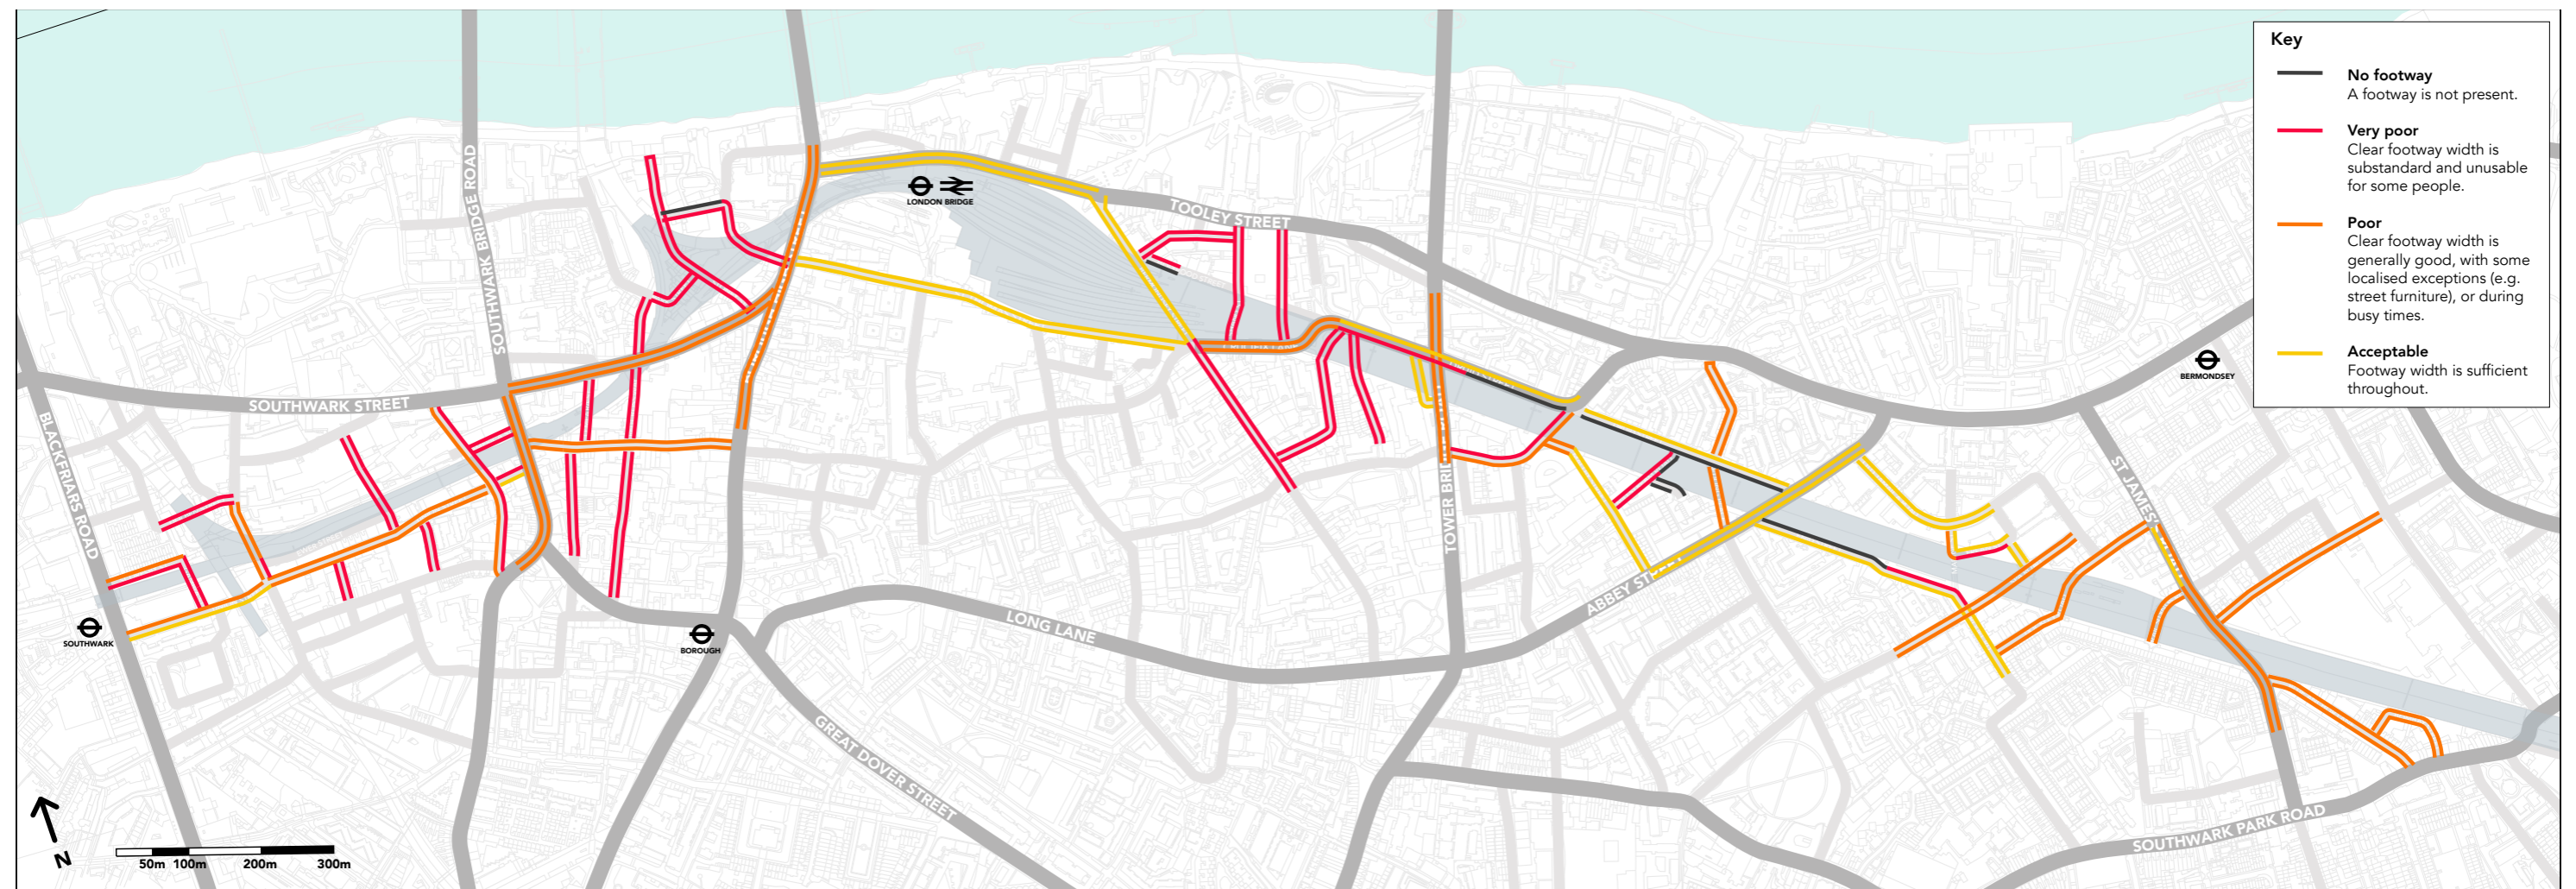 Key
No footway
A footway is not present.
Very poor
Clear footway width is
substandard and unusable
for some people.
Poor
Clear footway width is
generally good, with some
localised exceptions (e.g.
street furniture), or during
busy times.
Acceptable
Footway width is sufficient
throughout.
SOUTHWARK BRIDGE ROAD
LONDON BRIDGE
TOOLEY STREET
BERMONDSEY
SOUTHWARK STREET
BLACKFRIARS ROAD
TOWER
ST JAMES'
SOUTHWARK
BOROUGH
LONG LANE
ABBEY
GREAT DOVER STREET
SOUTHWARK PARK ROAD
N
50m 100m 200m 300m